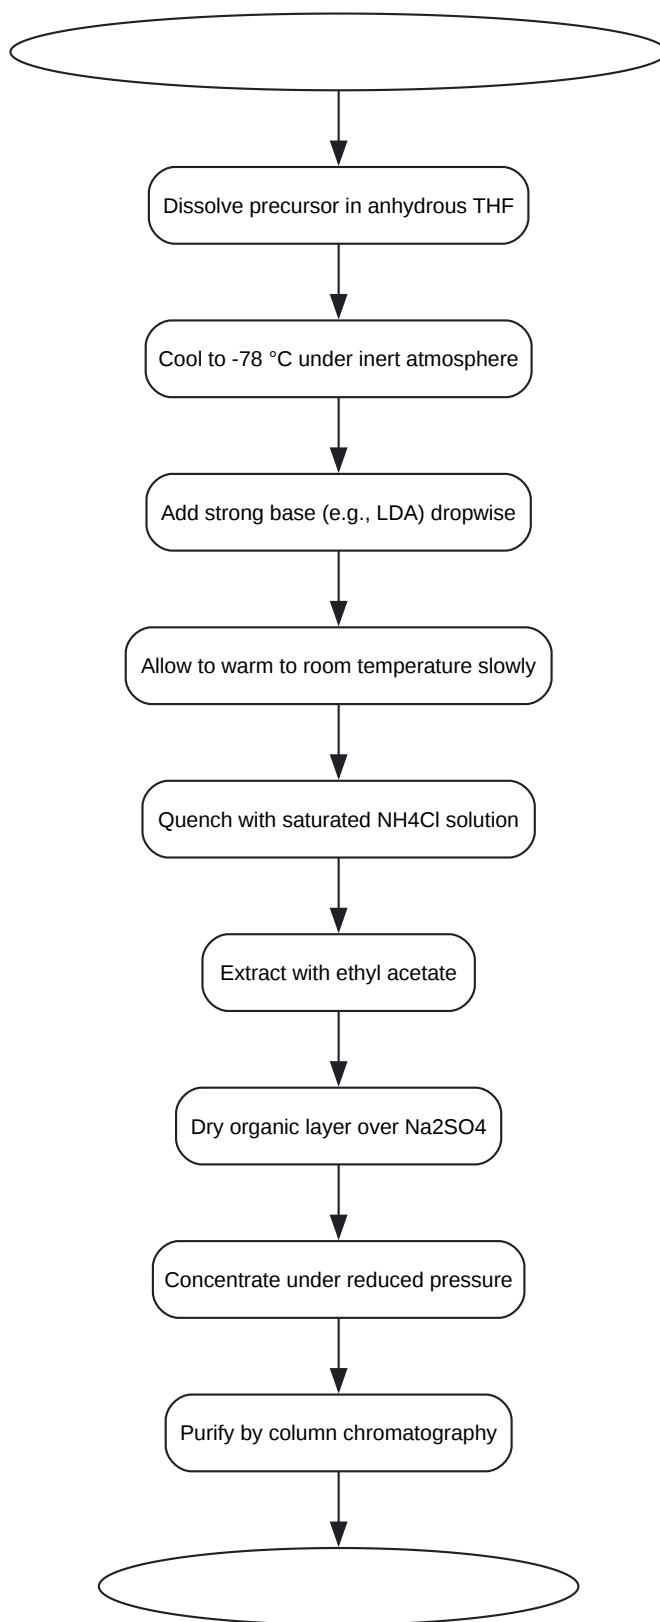 Dissolve precursor in anhydrous THF
Cool to -78 °C under inert atmosphere
Add strong base (e.g., LDA) dropwise
Allow to warm to room temperature slowly
Quench with saturated NH4Cl solution
Extract with ethyl acetate
Dry organic layer over Na2SO4
Concentrate under reduced pressure
Purify by column chromatography